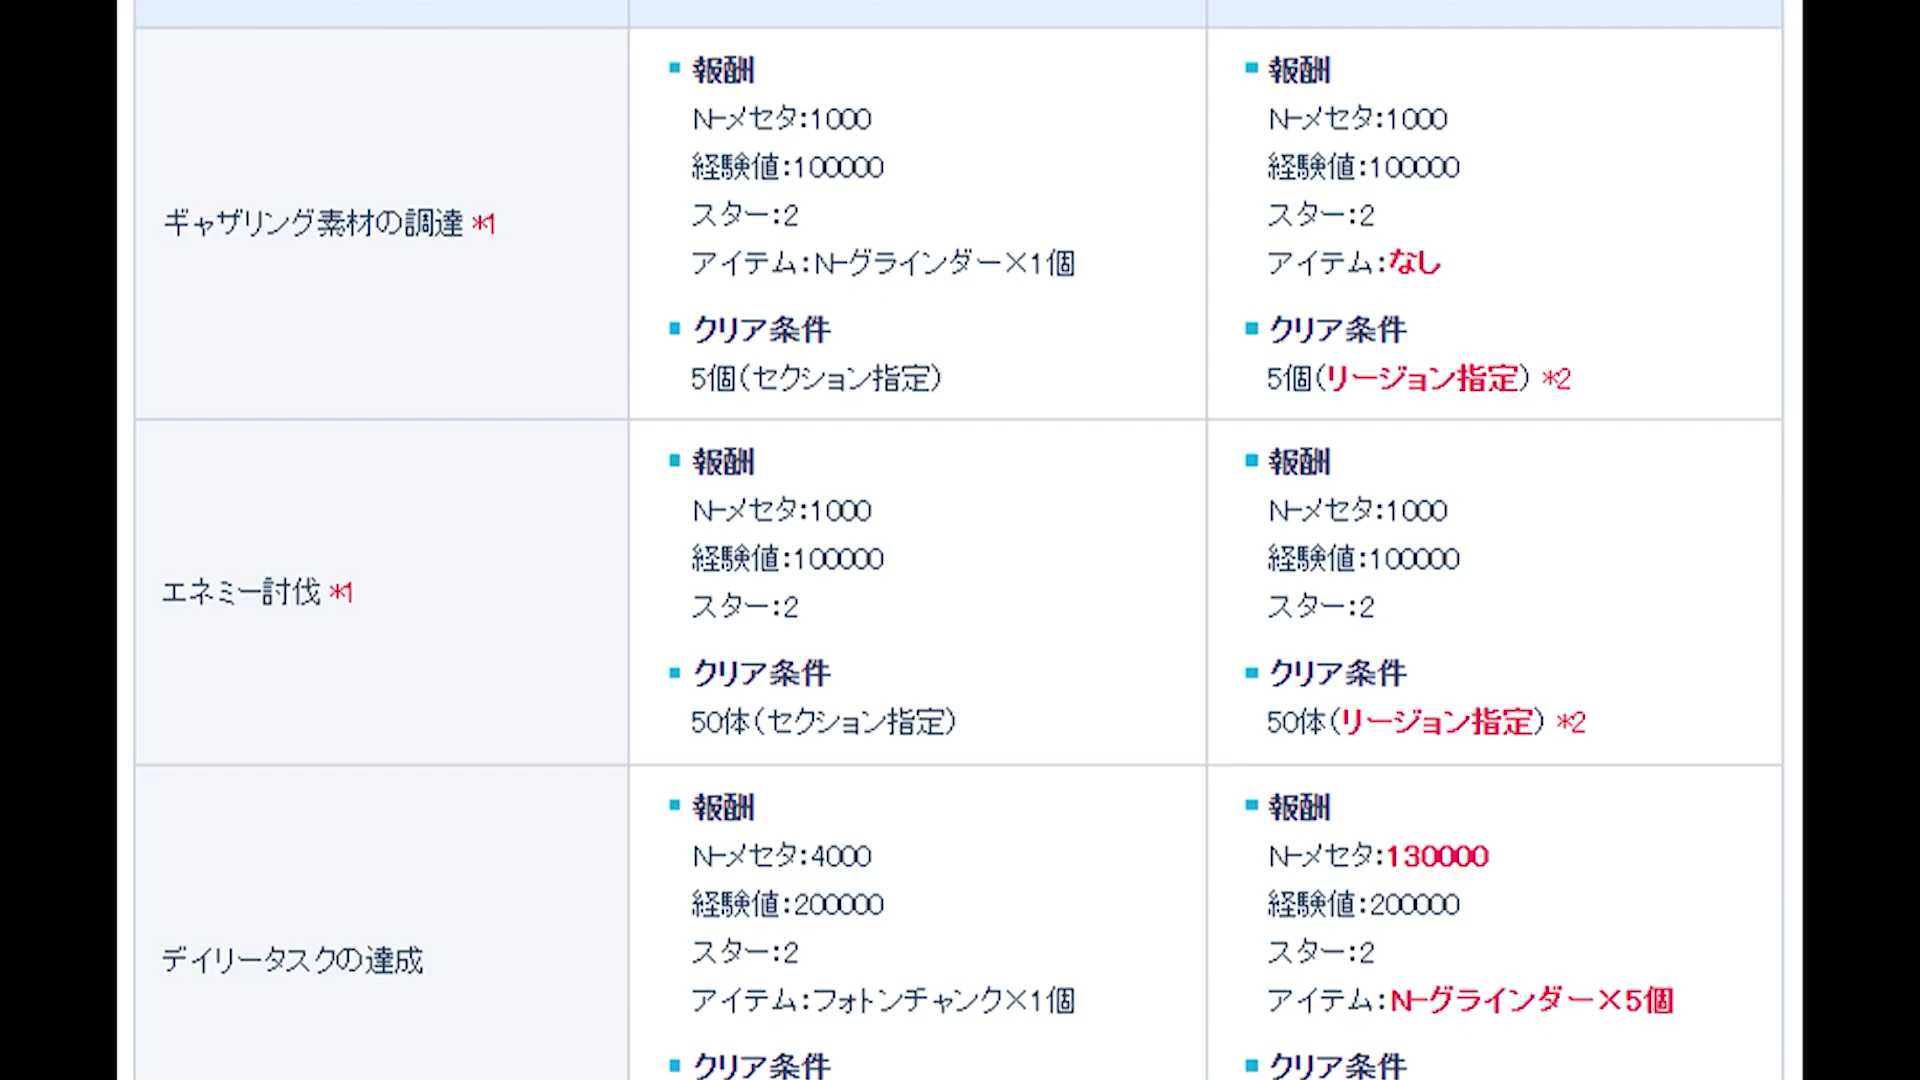 ギャザリング素材の調達 *1
報酬
N-メセタ:1000
経験値:100000
スター:2
アイテム:N-グラインダー×1個
クリア条件
5個(セクション指定)
報酬
N-メセタ:1000
経験値:100000
スター:2
アイテム:なし
クリア条件
5個(リージョン指定) *2
エネミー討伐 *1
報酬
N-メセタ:1000
経験値:100000
スター:2
クリア条件
50体(セクション指定)
報酬
N-メセタ:1000
経験値:100000
スター:2
クリア条件
50体(リージョン指定) *2
デイリータスクの達成
報酬
N-メセタ:4000
経験値:200000
スター:2
アイテム:フォトンチャンク×1個
クリア条件
報酬
N-メセタ:130000
経験値:200000
スター:2
アイテム:N-グラインダー×5個
クリア条件